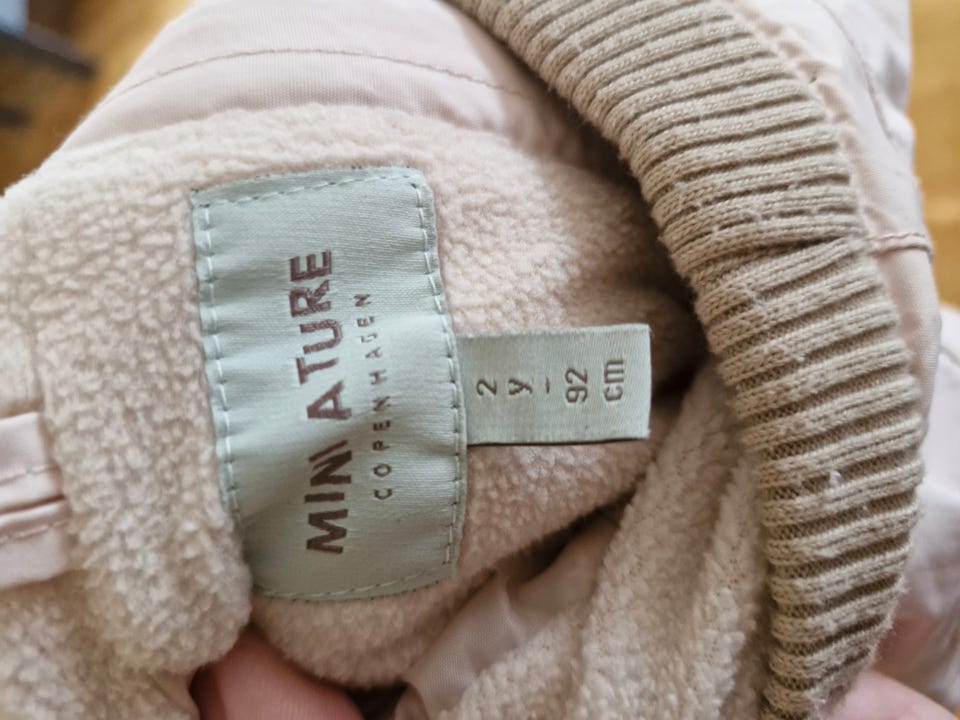 MINI A TURE
COPENHAGEN
2
y
–
92
cm